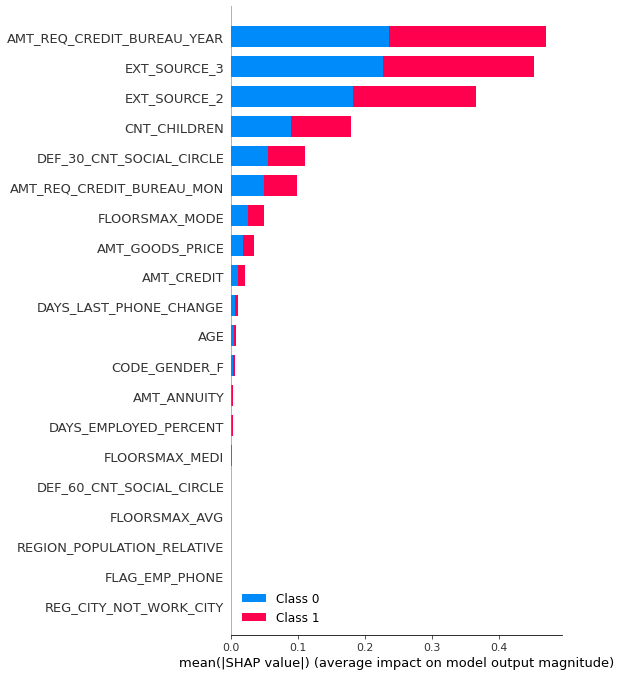 AMT_REQ_CREDIT_BUREAU_YEAR
EXT_SOURCE_3
EXT_SOURCE_2
CNT_CHILDREN
DEF_30_CNT_SOCIAL_CIRCLE
AMT_REQ_CREDIT_BUREAU_MON
FLOORSMAX_MODE
AMT_GOODS_PRICE
AMT_CREDIT
DAYS_LAST_PHONE_CHANGE
AGE
CODE_GENDER_F
AMT_ANNUITY
DAYS_EMPLOYED_PERCENT
FLOORSMAX_MEDI
DEF_60_CNT_SOCIAL_CIRCLE
FLOORSMAX_AVG
REGION_POPULATION_RELATIVE
FLAG_EMP_PHONE
REG_CITY_NOT_WORK_CITY
Class 0
Class 1
0.0 0.1 0.2 0.3 0.4
mean(|SHAP value|) (average impact on model output magnitude)